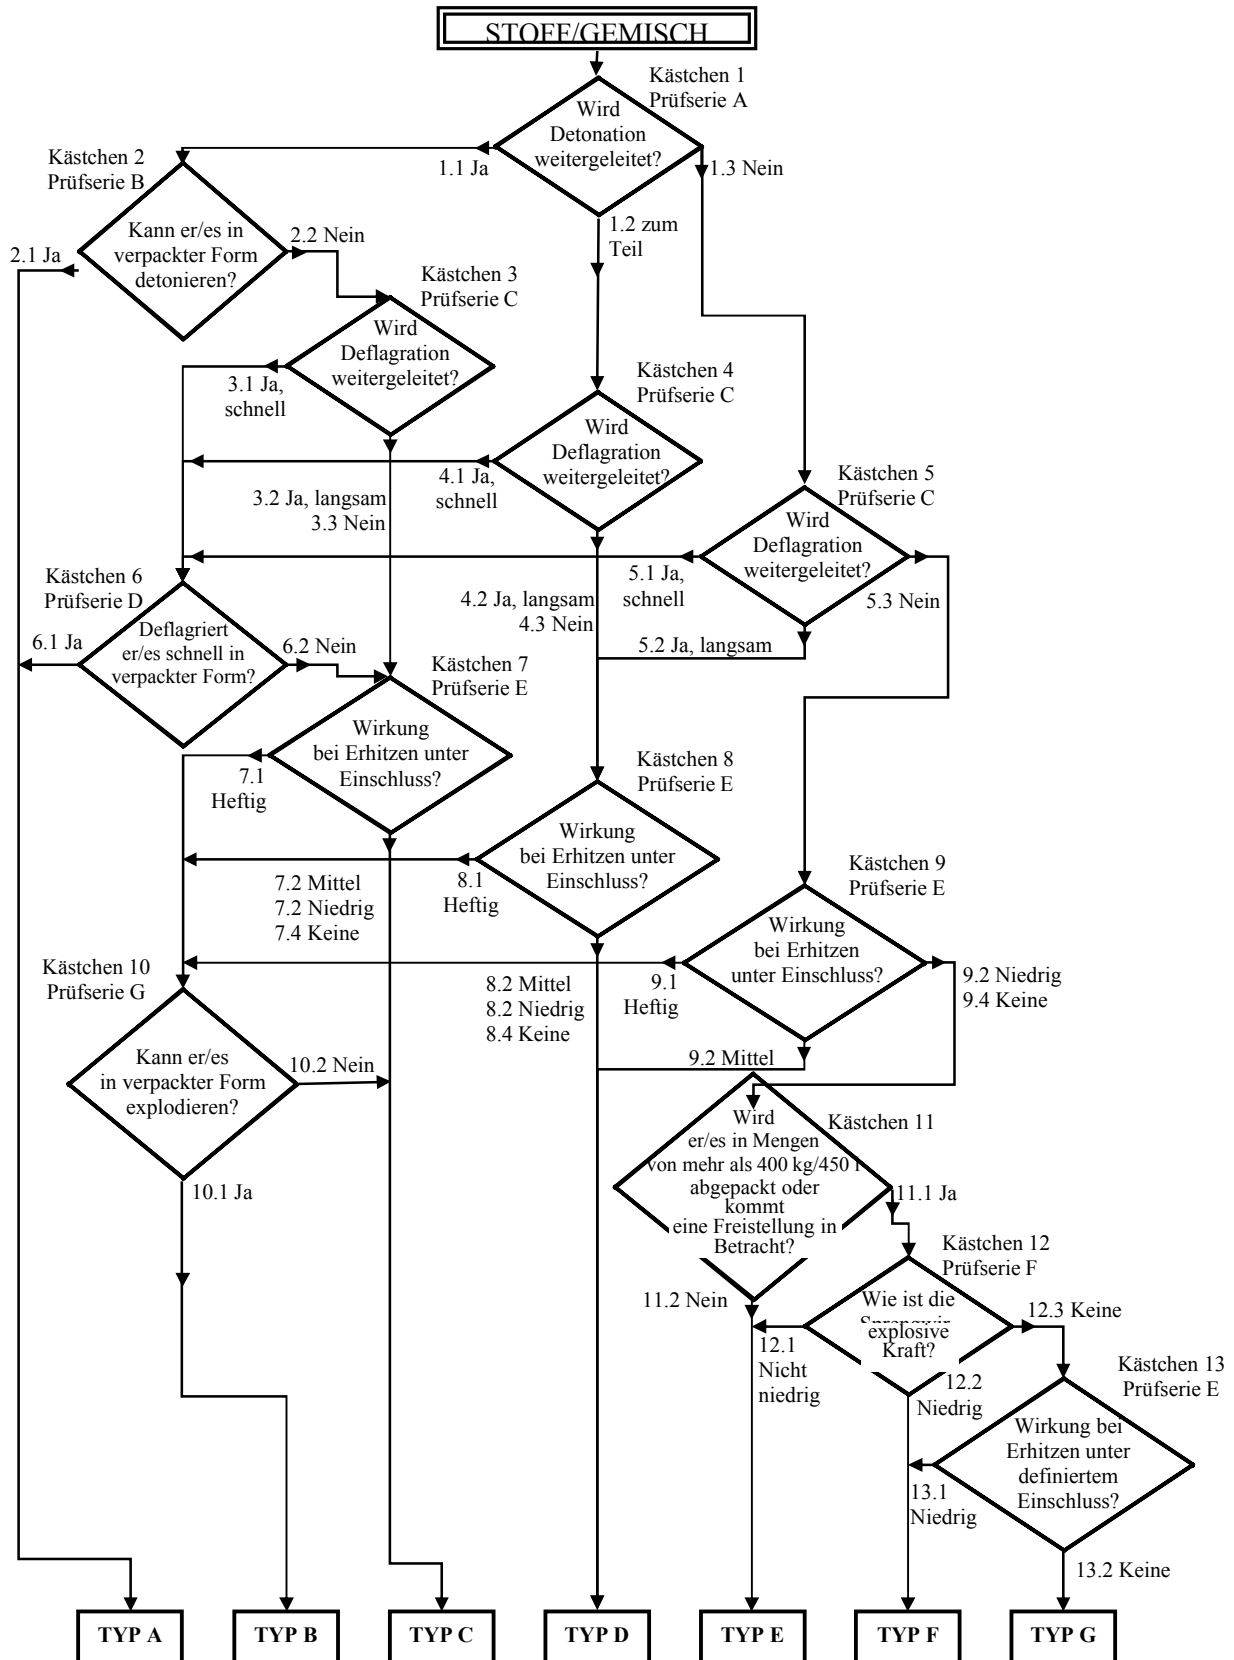 STOFF/GEMISCH
Kästchen 1
Prüfserie A
Wird
Detonation
weitergeleitet?
1.1 Ja
1.3 Nein
1.2 zum
Teil
Kästchen 2
Prüfserie B
Kann er/es in
verpackter Form
detonieren?
2.1 Ja
2.2 Nein
Kästchen 3
Prüfserie C
Wird
Deflagration
weitergeleitet?
3.1 Ja,
schnell
3.2 Ja, langsam
3.3 Nein
Kästchen 4
Prüfserie C
Wird
Deflagration
weitergeleitet?
4.1 Ja,
schnell
4.2 Ja, langsam
4.3 Nein
Kästchen 5
Prüfserie C
Wird
Deflagration
weitergeleitet?
5.1 Ja,
schnell
5.3 Nein
5.2 Ja, langsam
Kästchen 6
Prüfserie D
Deflagriert
er/es schnell in
verpackter Form?
6.1 Ja
6.2 Nein
Kästchen 7
Prüfserie E
Wirkung
bei Erhitzen unter
Einschluss?
7.1
Heftig
7.2 Mittel
7.2 Niedrig
7.4 Keine
Kästchen 8
Prüfserie E
Wirkung
bei Erhitzen unter
Einschluss?
8.1
Heftig
8.2 Mittel
8.2 Niedrig
8.4 Keine
Kästchen 9
Prüfserie E
Wirkung
bei Erhitzen
unter Einschluss?
9.1
Heftig
9.2 Niedrig
9.4 Keine
9.2 Mittel
Kästchen 10
Prüfserie G
Kann er/es
in verpackter Form
explodieren?
10.2 Nein
10.1 Ja
Kästchen 11
Wird
er/es in Mengen
von mehr als 400 kg/450 l
abgepackt oder
kommt
eine Freistellung in
Betracht?
11.1 Ja
11.2 Nein
Kästchen 12
Prüfserie F
Wie ist die
explosive
Kraft?
12.1
Nicht
niedrig
12.2
Niedrig
12.3 Keine
Kästchen 13
Prüfserie E
Wirkung bei
Erhitzen unter
definiertem
Einschluss?
13.1
Niedrig
13.2 Keine
TYP A
TYP B
TYP C
TYP D
TYP E
TYP F
TYP G